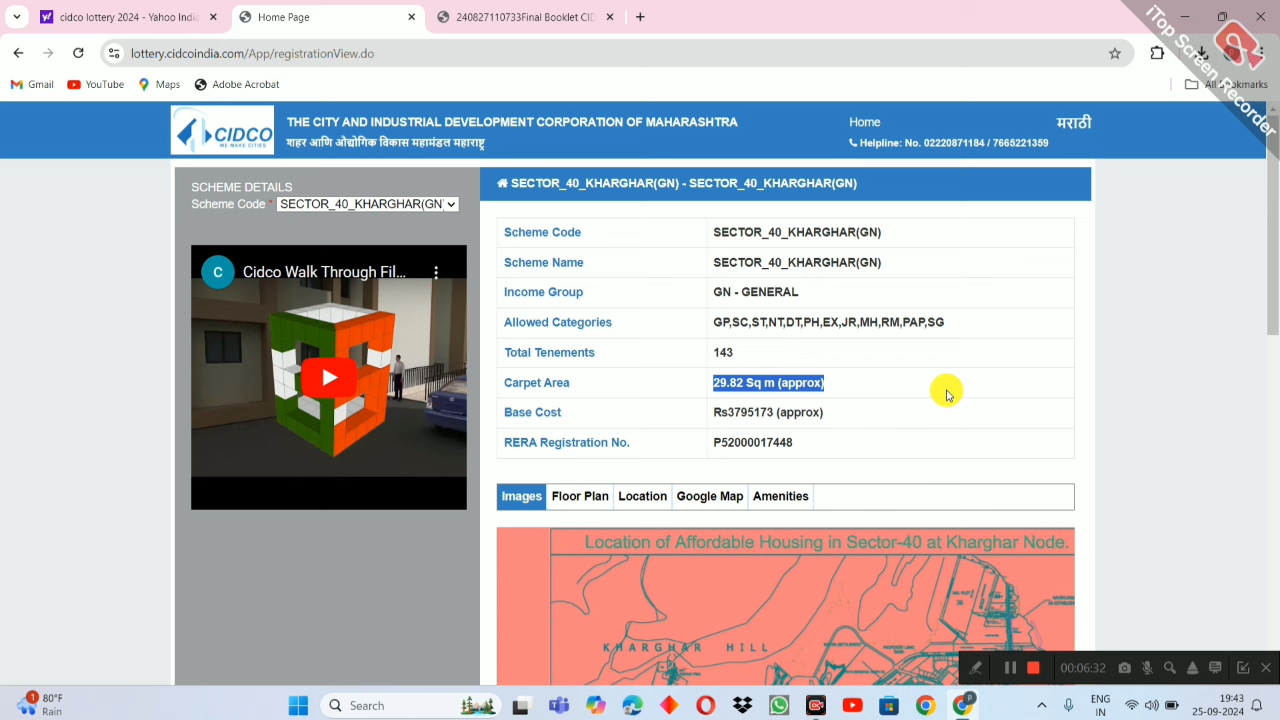 cidco lottery 2024 - Yahoo Indi
Home Page
240827110733Final Booklet CID
lottery.cidcoindia.com/App/registrationView.do
Gmail
YouTube
Maps
Adobe Acrobat
All Bookmarks
iTop Screen Recorder
CIDCO
WE MAKE CITIES
THE CITY AND INDUSTRIAL DEVELOPMENT CORPORATION OF MAHARASHTRA
शहर आणि औद्योगिक विकास महामंडल महाराष्ट्र
Home
मराठी
Helpline: No. 02220871184 / 7665221359
SCHEME DETAILS
Scheme Code * SECTOR_40_KHARGHAR(GN)
C
Cidco Walk Through Fil...
SECTOR_40_KHARGHAR(GN) - SECTOR_40_KHARGHAR(GN)
Scheme Code SECTOR_40_KHARGHAR(GN)
Scheme Name SECTOR_40_KHARGHAR(GN)
Income Group GN - GENERAL
Allowed Categories GP,SC,ST,NT,DT,PH,EX,JR,MH,RM,PAP,SG
Total Tenements 143
Carpet Area 29.82 Sq m (approx)
Base Cost Rs3795173 (approx)
RERA Registration No. P52000017448
Images Floor Plan Location Google Map Amenities
Location of Affordable Housing in Sector-40 at Kharghar Node.
KHARGHAR HILL
00:06:32
1
80°F
Rain
Search
ENG
IN
19:43
25-09-2024